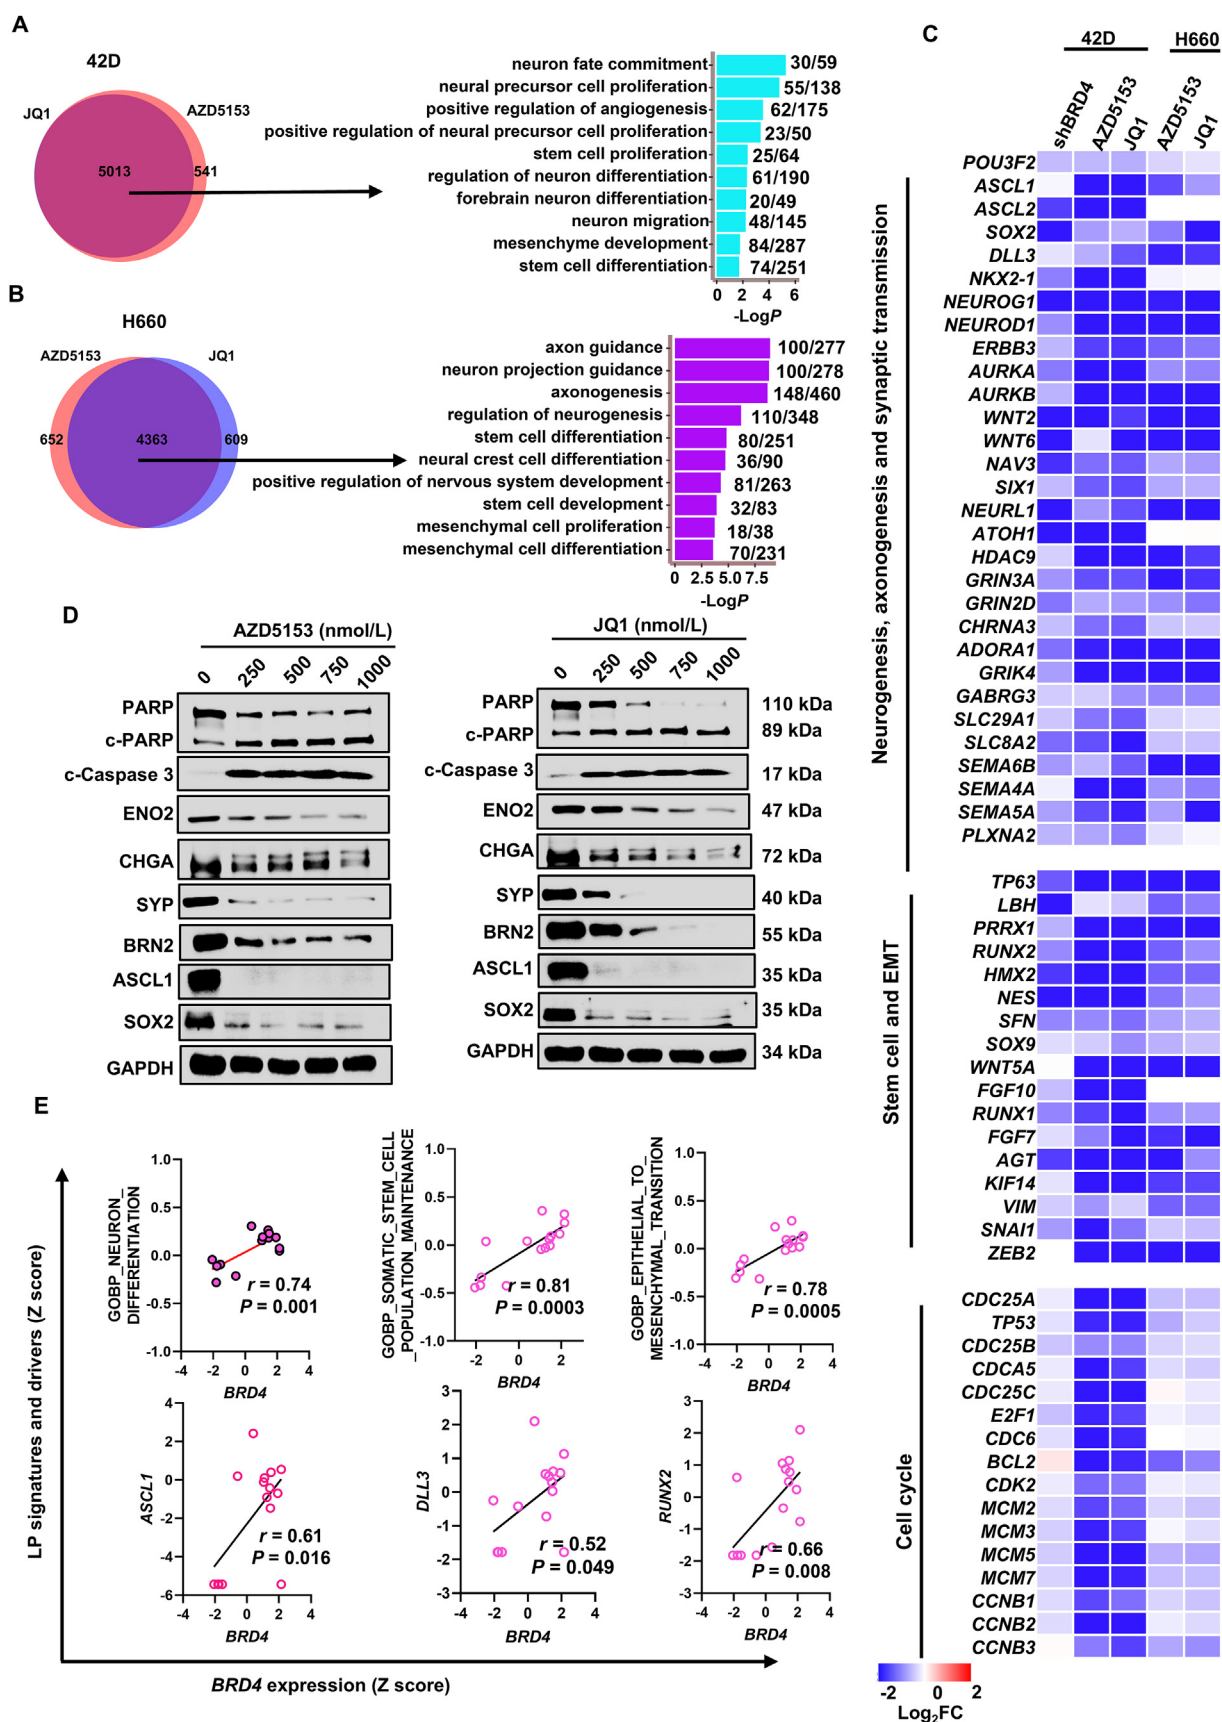 A
42D
JQ1
AZD5153
5013
541
neuron fate commitment 30/59
neural precursor cell proliferation 55/138
positive regulation of angiogenesis 62/175
positive regulation of neural precursor cell proliferation 23/50
stem cell proliferation 25/64
regulation of neuron differentiation 61/190
forebrain neuron differentiation 20/49
neuron migration 48/145
mesenchyme development 84/287
stem cell differentiation 74/251
0 2 4 6
-LogP
B
H660
AZD5153
JQ1
652
4363
609
axon guidance 100/277
neuron projection guidance 100/278
axonogenesis 148/460
regulation of neurogenesis 110/348
stem cell differentiation 80/251
neural crest cell differentiation 36/90
positive regulation of nervous system development 81/263
stem cell development 32/83
mesenchymal cell proliferation 18/38
mesenchymal cell differentiation 70/231
0 2.5 5.0 7.5
-LogP
C
42D
H660
shBRD4
AZD5153
JQ1
AZD5153
JQ1
Neurogenesis, axonogenesis and synaptic transmission
POU3F2
ASCL1
ASCL2
SOX2
DLL3
NKX2-1
NEUROG1
NEUROD1
ERBB3
AURKA
AURKB
WNT2
WNT6
NAV3
SIX1
NEURL1
ATOH1
HDAC9
GRIN3A
GRIN2D
CHRNA3
ADORA1
GRIK4
GABRG3
SLC29A1
SLC8A2
SEMA6B
SEMA4A
SEMA5A
PLXNA2
Stem cell and EMT
TP63
LBH
PRRX1
RUNX2
HMX2
NES
SFN
SOX9
WNT5A
FGF10
RUNX1
FGF7
AGT
KIF14
VIM
SNAI1
ZEB2
Cell cycle
CDC25A
TP53
CDC25B
CDCA5
CDC25C
E2F1
CDC6
BCL2
CDK2
MCM2
MCM3
MCM5
MCM7
CCNB1
CCNB2
CCNB3
-2 0 2
Log2FC
D
AZD5153 (nmol/L)
0 250 500 750 1000
PARP
c-PARP
c-Caspase 3
ENO2
CHGA
SYP
BRN2
ASCL1
SOX2
GAPDH
JQ1 (nmol/L)
0 250 500 750 1000
PARP 110 kDa
c-PARP 89 kDa
c-Caspase 3 17 kDa
ENO2 47 kDa
CHGA 72 kDa
SYP 40 kDa
BRN2 55 kDa
ASCL1 35 kDa
SOX2 35 kDa
GAPDH 34 kDa
E
LP signatures and drivers (Z score)
GOBP_NEURON_
DIFFERENTIATION
1.0
0.5
0.0
-0.5
-1.0
r = 0.74
P = 0.001
-4 -2 0 2 4
BRD4
GOBP_SOMATIC_STEM_CELL
_POPULATION_MAINTENANCE
1.0
0.5
0.0
-0.5
-1.0
r = 0.81
P = 0.0003
-2 0 2
BRD4
GOBP_EPITHELIAL_TO_
MESENCHYMAL_TRANSITION
1.0
0.5
0.0
-0.5
-1.0
r = 0.78
P = 0.0005
-4 -2 0 2 4
BRD4
ASCL1
4
2
0
-2
-4
-6
r = 0.61
P = 0.016
-4 -2 0 2 4
BRD4
DLL3
3
2
1
0
-1
-2
-3
r = 0.52
P = 0.049
-4 -2 0 2 4
BRD4
RUNX2
3
2
1
0
-1
-2
-3
r = 0.66
P = 0.008
-4 -2 0 2 4
BRD4
BRD4 expression (Z score)